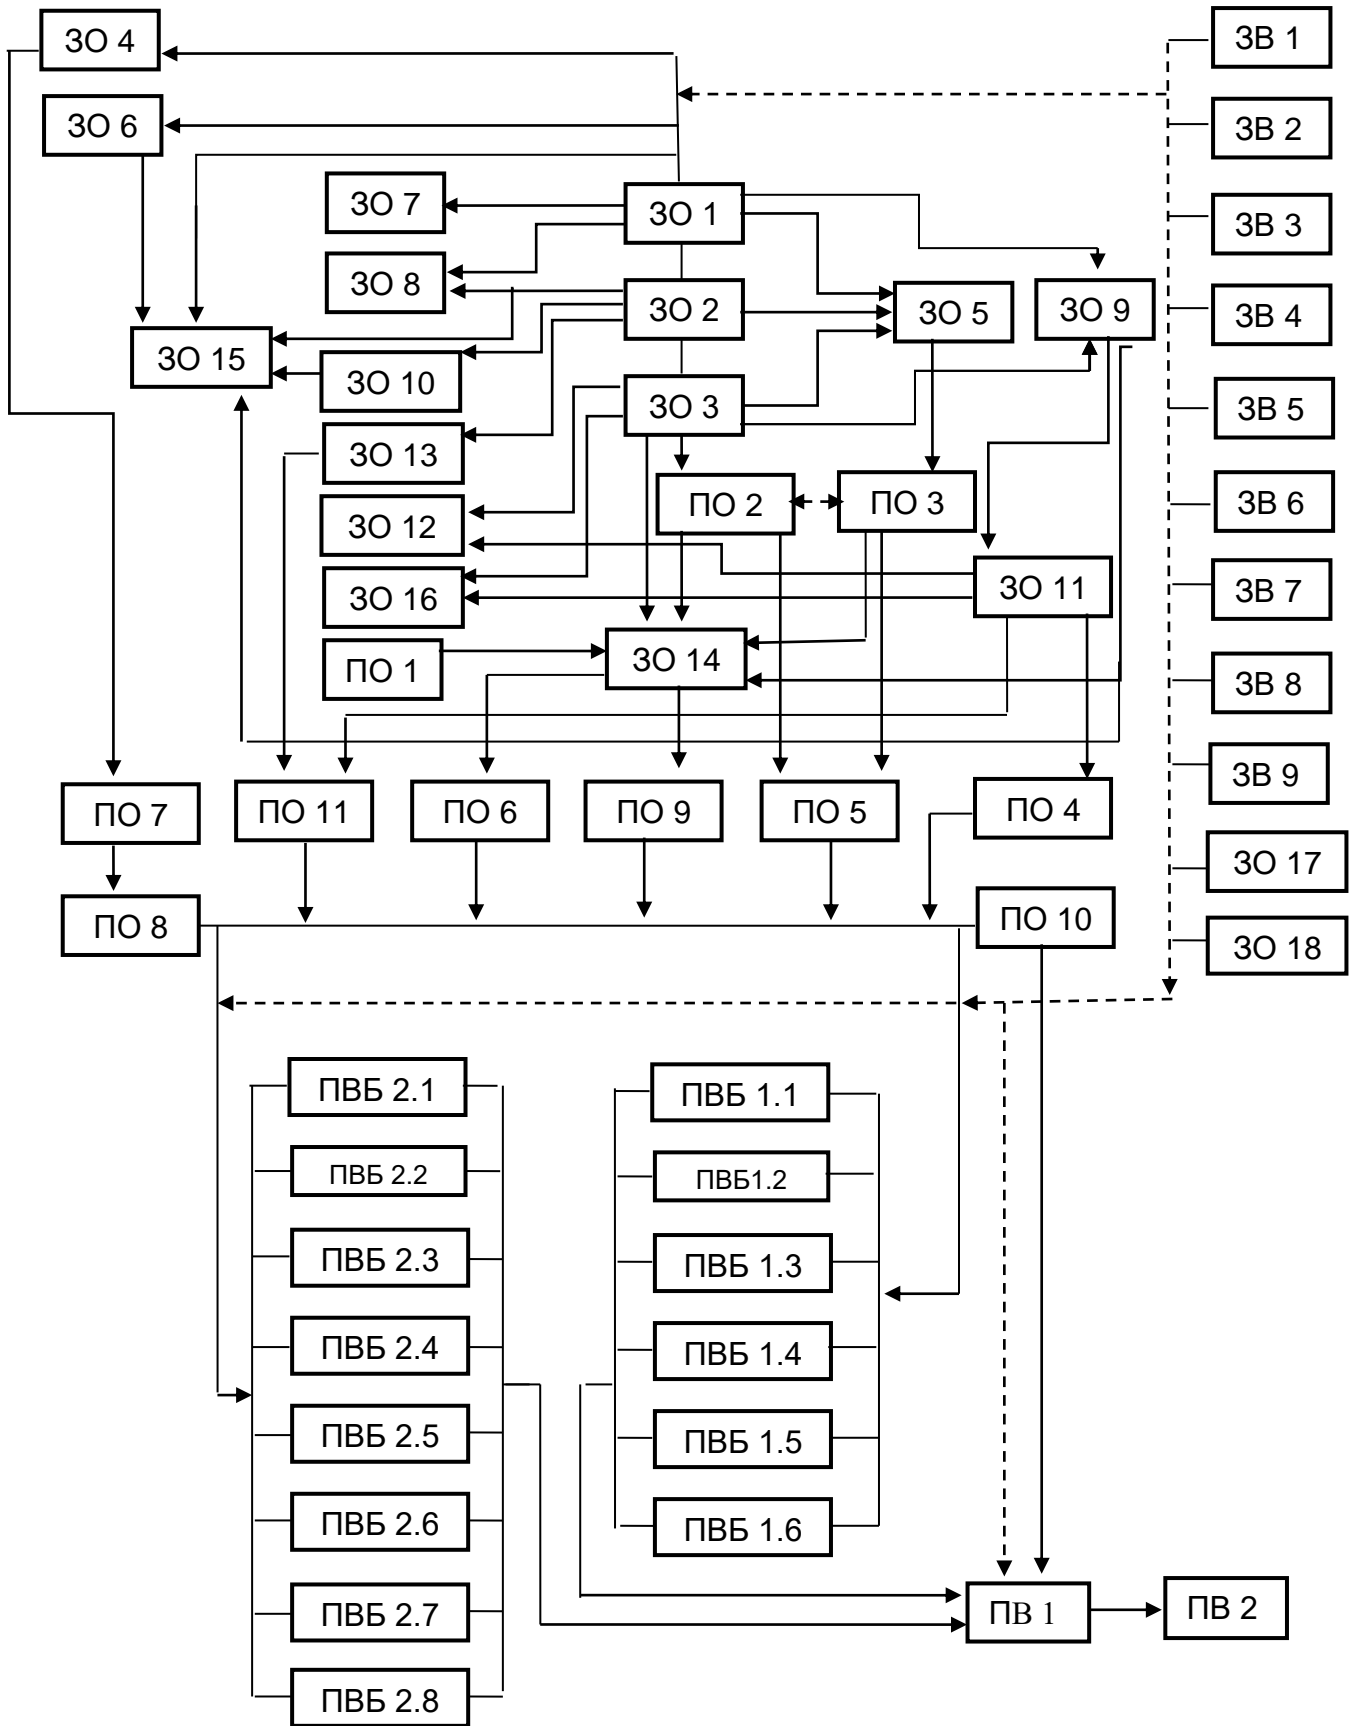 ЗО 4
ЗВ 1
ЗО 6
ЗВ 2
ЗО 7
ЗО 1
ЗВ 3
ЗО 8
ЗО 2
ЗО 5
ЗО 9
ЗВ 4
ЗО 15
ЗО 10
ЗО 3
ЗВ 5
ЗО 13
ПО 2
ПО 3
ЗВ 6
ЗО 12
ЗО 16
ЗО 11
ЗВ 7
ПО 1
ЗО 14
ЗВ 8
ЗВ 9
ПО 7
ПО 11
ПО 6
ПО 9
ПО 5
ПО 4
ЗО 17
ПО 8
ПО 10
ЗО 18
ПВБ 2.1
ПВБ 1.1
ПВБ 2.2
ПВБ1.2
ПВБ 2.3
ПВБ 1.3
ПВБ 2.4
ПВБ 1.4
ПВБ 2.5
ПВБ 1.5
ПВБ 2.6
ПВБ 1.6
ПВБ 2.7
ПВ 1
ПВ 2
ПВБ 2.8